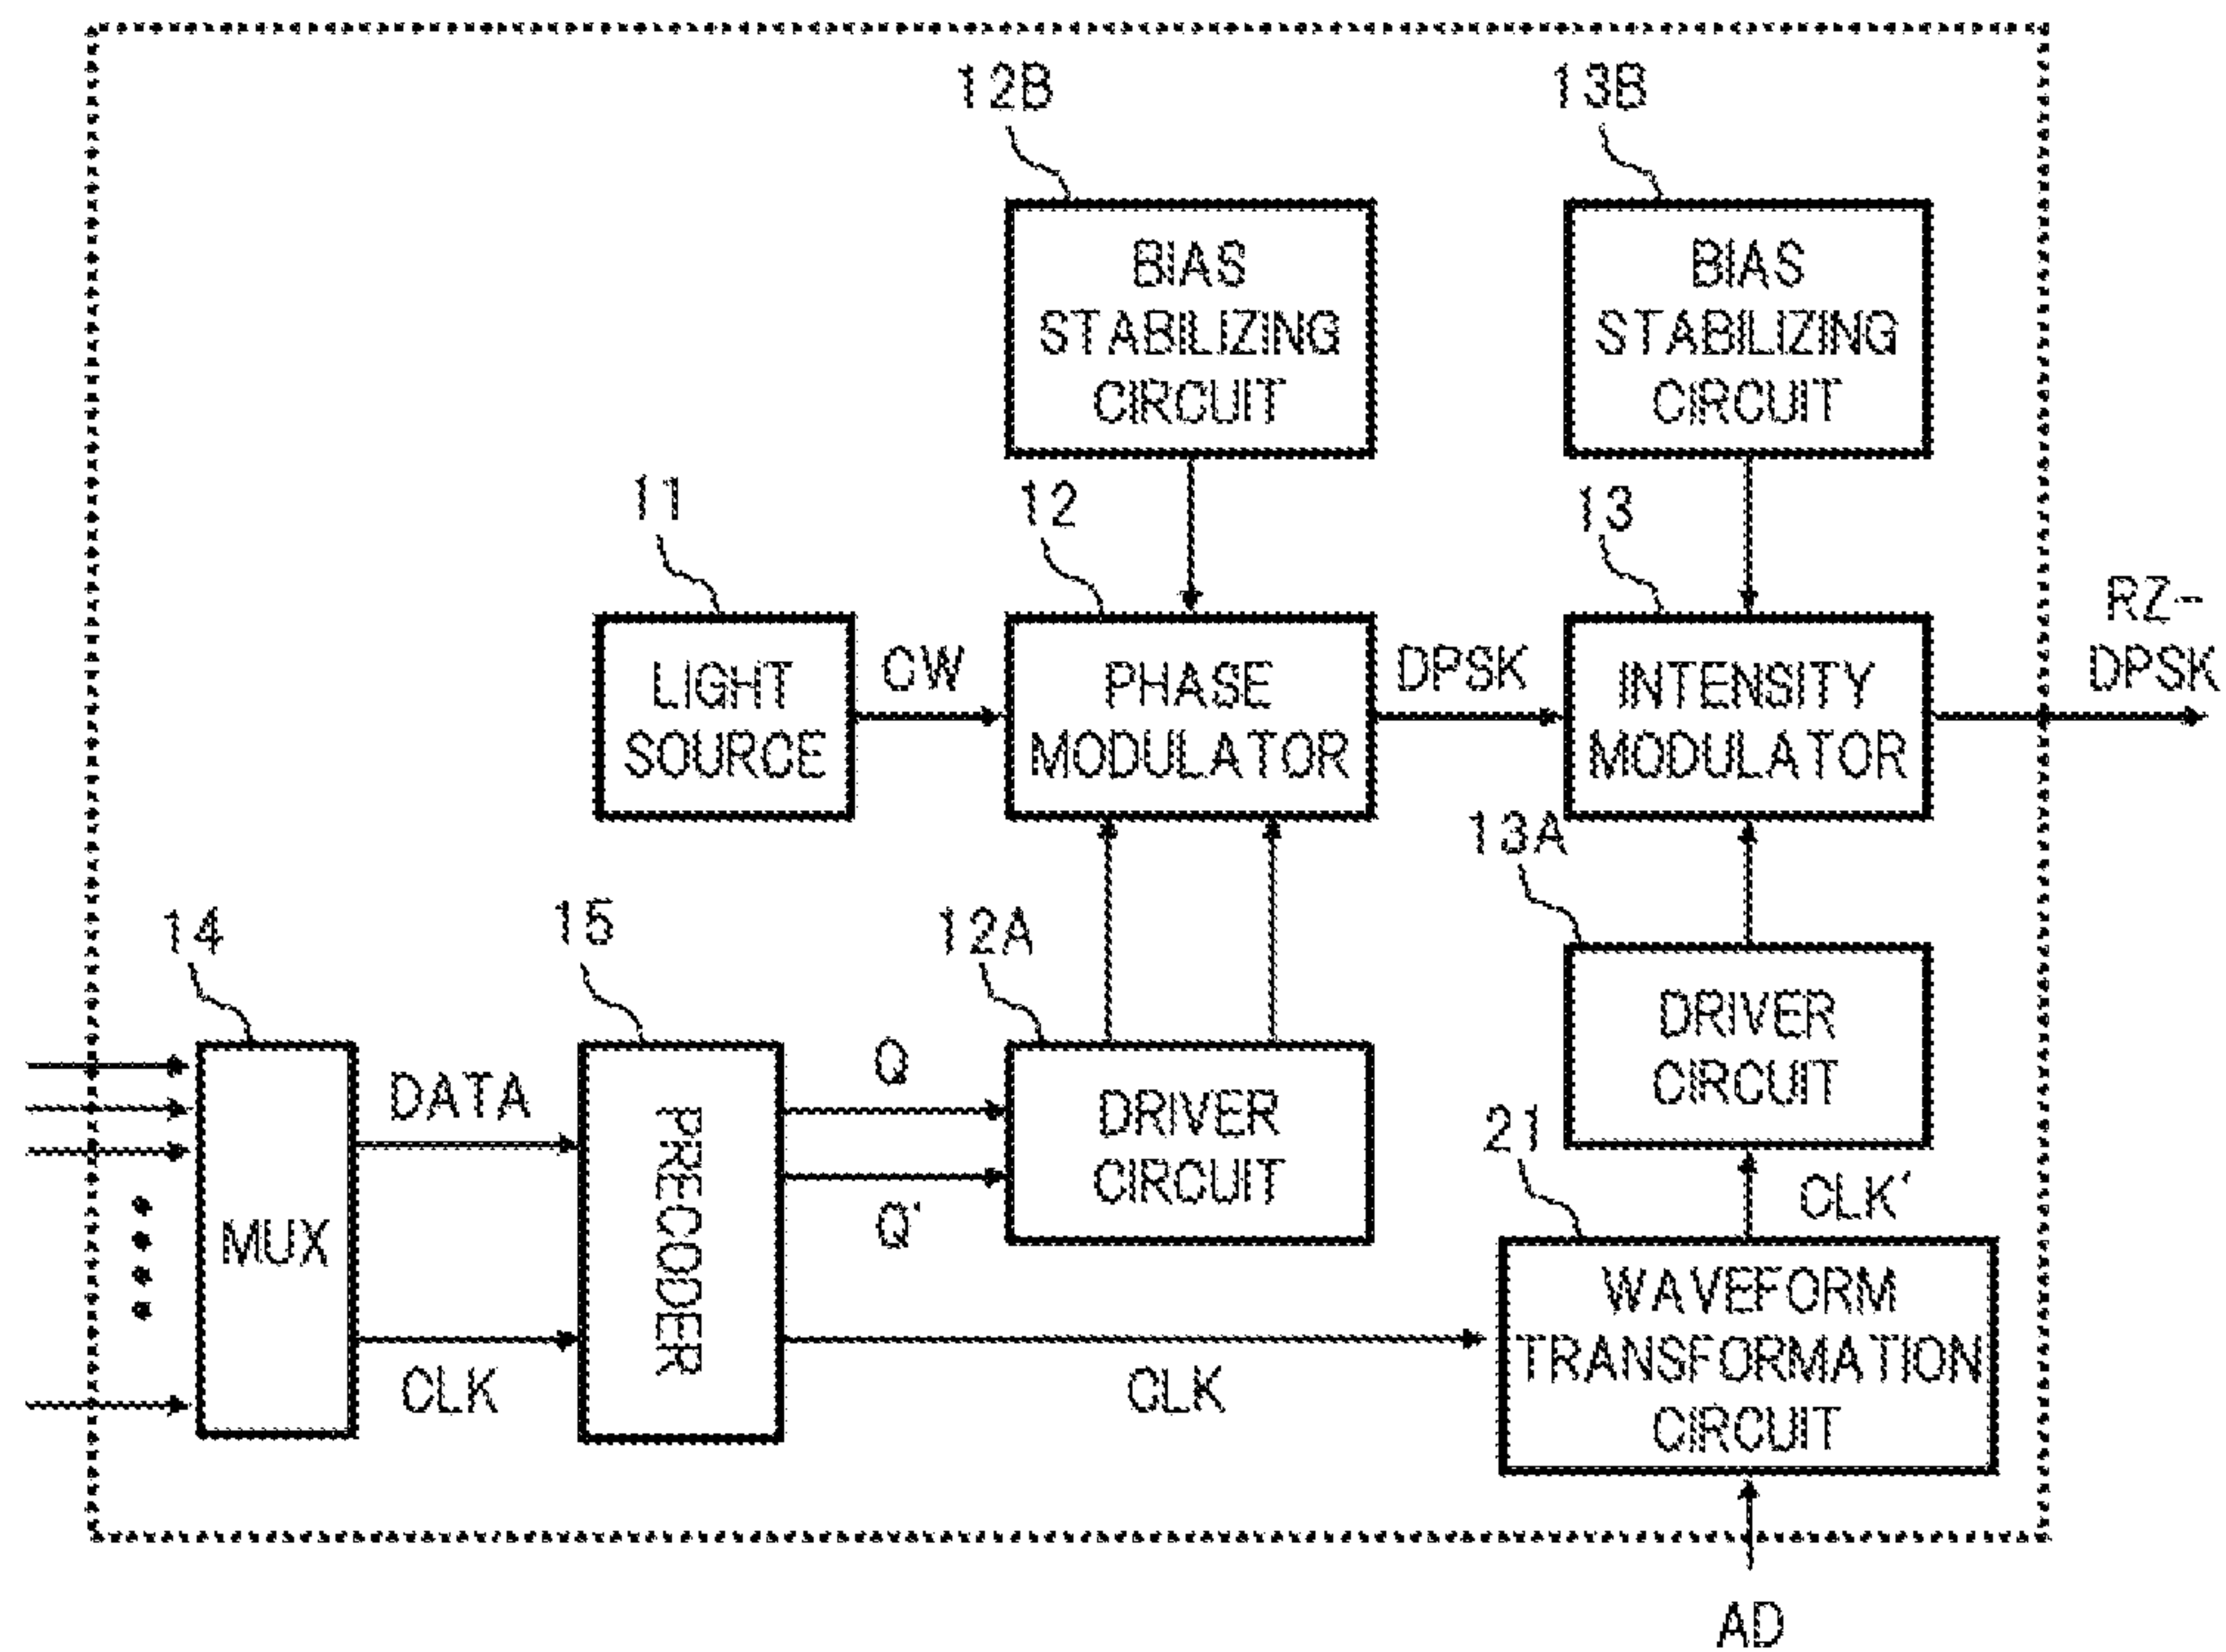 12B
13B
BIAS
STABILIZING
CIRCUIT
BIAS
STABILIZING
CIRCUIT
11
12
13
LIGHT
SOURCE
CW
PHASE
MODULATOR
DPSK
INTENSITY
MODULATOR
RZ-
DPSK
13A
14
15
12A
DRIVER
CIRCUIT
MUX
DATA
CLK
PRECODER
Q
Q'
DRIVER
CIRCUIT
21
CLK'
CLK
WAVEFORM
TRANSFORMATION
CIRCUIT
AD